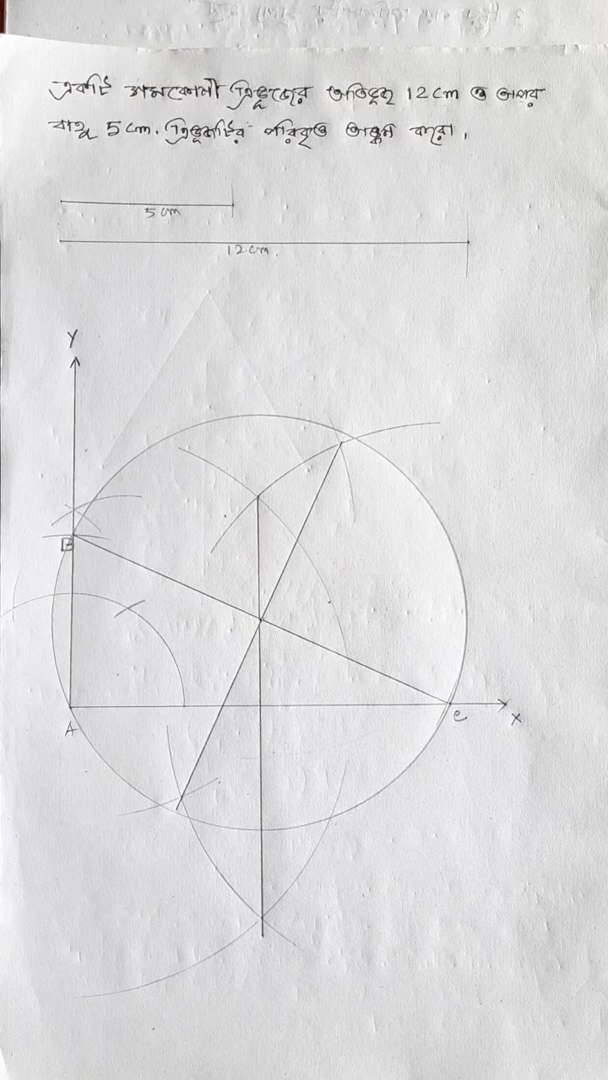 একটি সমকোণী ত্রিভূজের অতিভূজ 12 cm ও অপর
বাহু 5 cm. ত্রিভূজটির পরিবৃত্ত অঙ্কন করো।
5 cm
12 cm.
Y
B
A
C
X